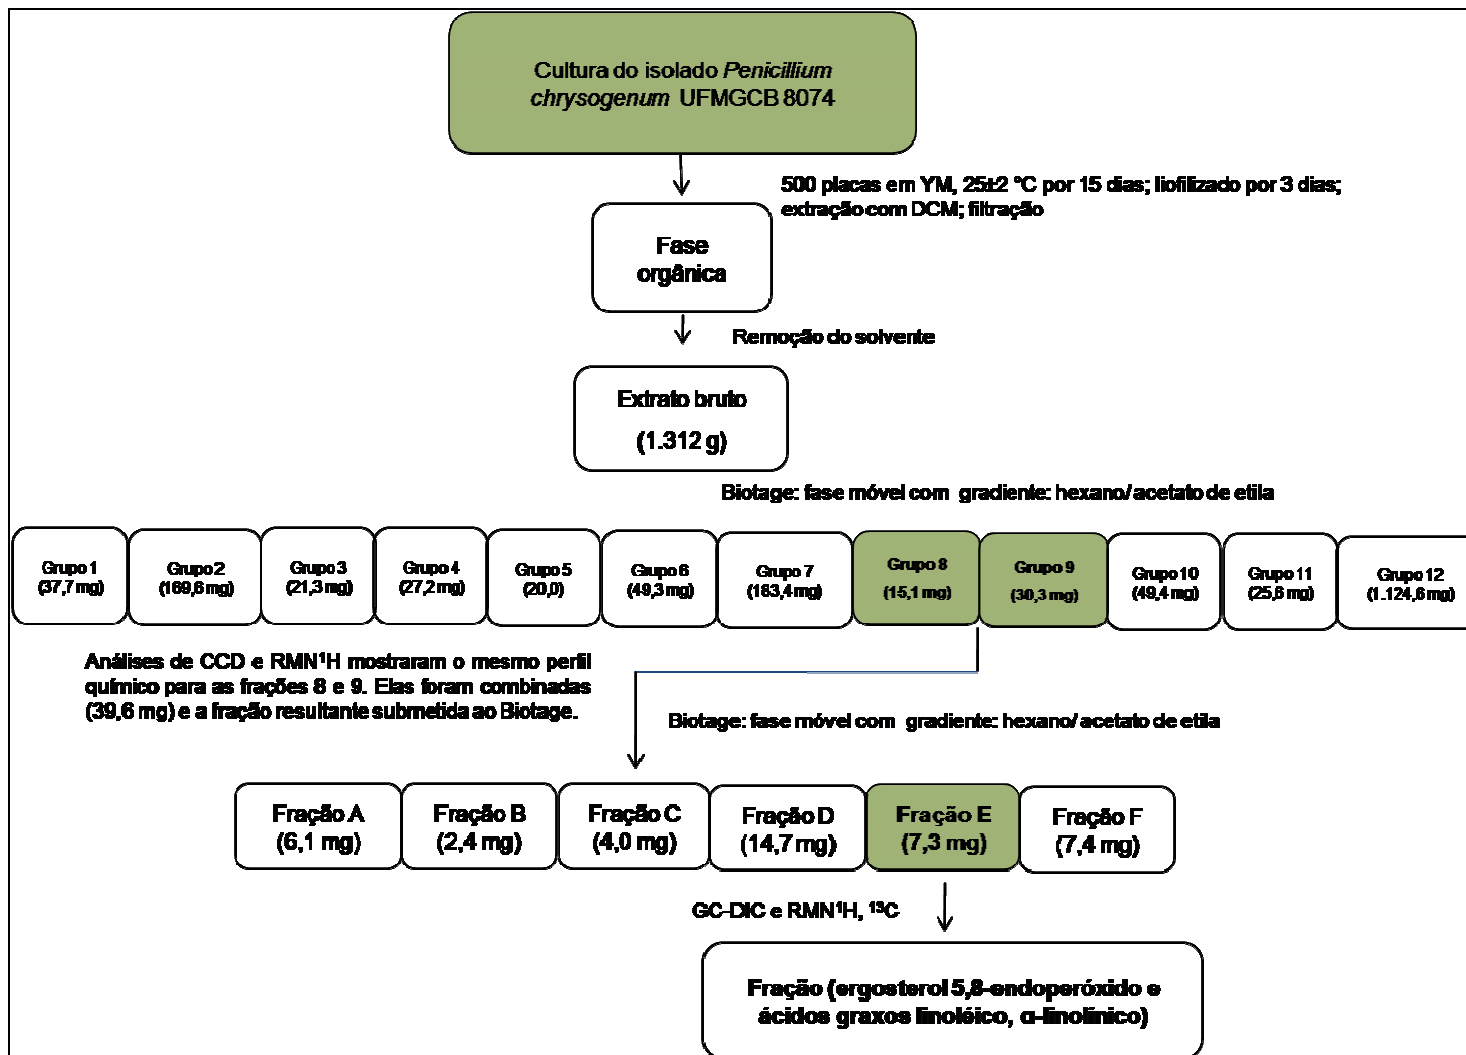 Cultura do isolado Penicillium
chrysogenum UFMGCB 8074
500 placas em YM, 25±2 °C por 15 dias; liofilizado por 3 dias;
extração com DCM; filtração
Fase
orgânica
Remoção do solvente
Extrato bruto
(1.312 g)
Biotage: fase móvel com gradiente: hexano/ acetato de etila
Grupo 1
(37,7 mg)
Grupo 2
(169,6 mg)
Grupo 3
(21,3 mg)
Grupo 4
(27,2 mg)
Grupo 5
(20,0)
Grupo 6
(49,3 mg)
Grupo 7
(183,4 mg)
Grupo 8
(15,1 mg)
Grupo 9
(30,3 mg)
Grupo 10
(49,4 mg)
Grupo 11
(25,6 mg)
Grupo 12
(1.124,6 mg)
Análises de CCD e RMN¹H mostraram o mesmo perfil
químico para as frações 8 e 9. Elas foram combinadas
(39,6 mg) e a fração resultante submetida ao Biotage.
Biotage: fase móvel com gradiente: hexano/ acetato de etila
Fração A
(6,1 mg)
Fração B
(2,4 mg)
Fração C
(4,0 mg)
Fração D
(14,7 mg)
Fração E
(7,3 mg)
Fração F
(7,4 mg)
GC-DIC e RMN¹H, ¹³C
Fração (ergosterol 5,8-endoperóxido e
ácidos graxos linoléico, α-linolínico)